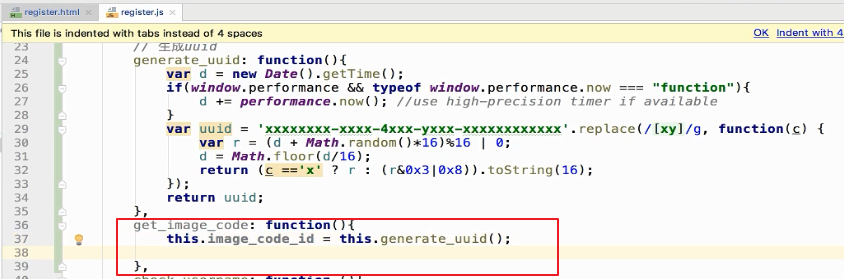 register.html register.js
This file is indented with tabs instead of 4 spaces OK Indent with 4
23 // 生成uuid
24 generate_uuid: function(){
25 var d = new Date().getTime();
26 if(window.performance && typeof window.performance.now === "function"){
27 d += performance.now(); //use high-precision timer if available
28 }
29 var uuid = 'xxxxxxxx-xxxx-4xxx-yxxx-xxxxxxxxxxxx'.replace(/[xy]/g, function(c) {
30 var r = (d + Math.random()*16)%16 | 0;
31 d = Math.floor(d/16);
32 return (c =='x' ? r : (r&0x3|0x8)).toString(16);
33 });
34 return uuid;
35 },
36 get_image_code: function(){
37 this.image_code_id = this.generate_uuid();
38
39 },
40 check_username: function (){